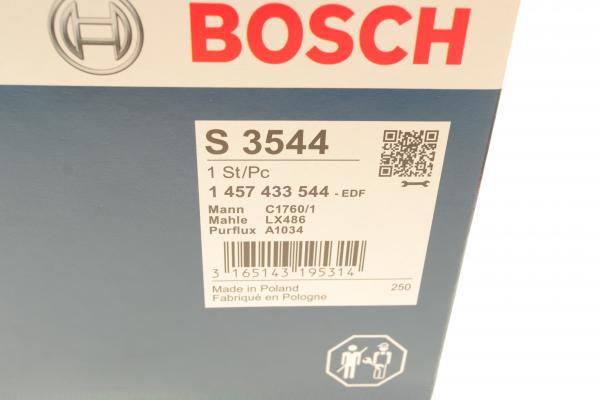 BOSCH
S 3544
1 St/Pc
1 457 433 544 - EDF
Mann C1760/1
Mahle LX486
Purflux A1034
3 165143 195314
Made in Poland 250
Fabriqué en Pologne